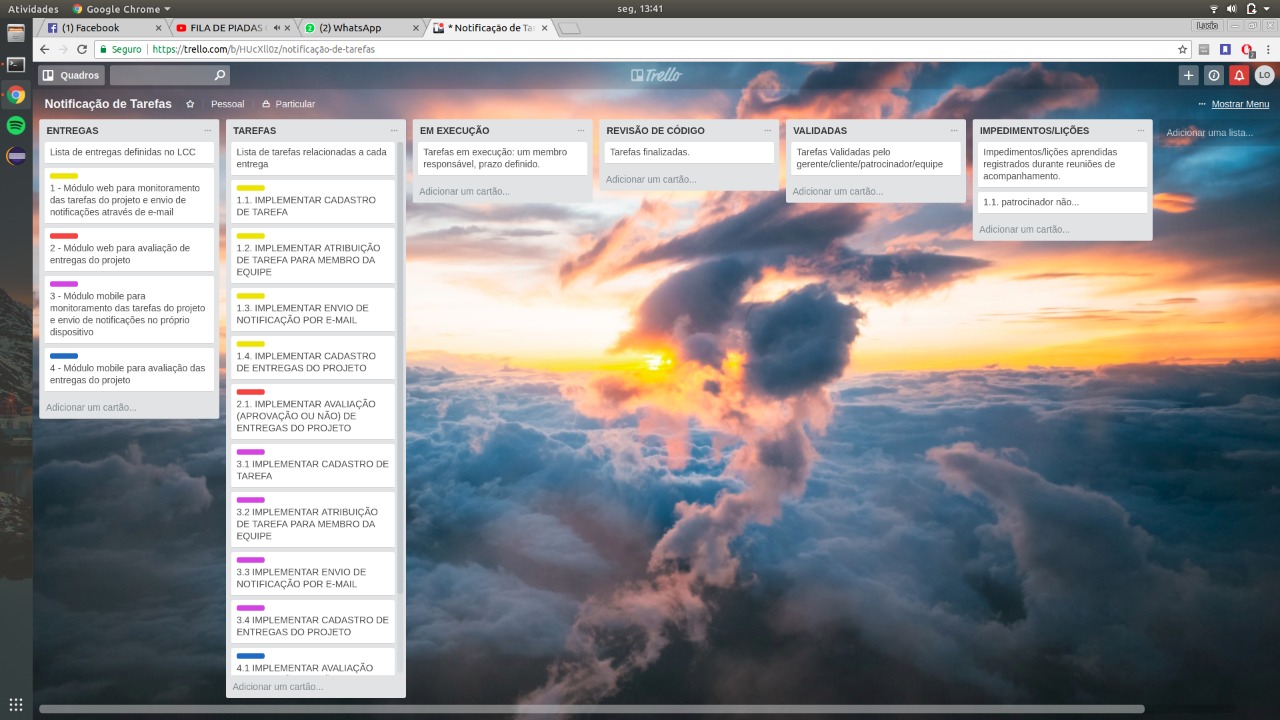 Atividades
Google Chrome
seg, 13:41
(1) Facebook
FILA DE PIADAS
(2) WhatsApp
* Notificação de Ta
Lucio
Seguro
https://trello.com/b/HUcXll0z/notificação-de-tarefas
Quadros
Trello
LO
Notificação de Tarefas
Pessoal
Particular
Mostrar Menu
ENTREGAS
Lista de entregas definidas no LCC
1 - Módulo web para monitoramento
das tarefas do projeto e envio de
notificações através de e-mail
2 - Módulo web para avaliação de
entregas do projeto
3 - Módulo mobile para
monitoramento das tarefas do projeto
e envio de notificações no próprio
dispositivo
4 - Módulo mobile para avaliação das
entregas do projeto
Adicionar um cartão...
TAREFAS
Lista de tarefas relacionadas a cada
entrega
1.1. IMPLEMENTAR CADASTRO
DE TAREFA
1.2. IMPLEMENTAR ATRIBUIÇÃO
DE TAREFA PARA MEMBRO DA
EQUIPE
1.3. IMPLEMENTAR ENVIO DE
NOTIFICAÇÃO POR E-MAIL
1.4. IMPLEMENTAR CADASTRO
DE ENTREGAS DO PROJETO
2.1. IMPLEMENTAR AVALIAÇÃO
(APROVAÇÃO OU NÃO) DE
ENTREGAS DO PROJETO
3.1 IMPLEMENTAR CADASTRO DE
TAREFA
3.2 IMPLEMENTAR ATRIBUIÇÃO
DE TAREFA PARA MEMBRO DA
EQUIPE
3.3 IMPLEMENTAR ENVIO DE
NOTIFICAÇÃO POR E-MAIL
3.4 IMPLEMENTAR CADASTRO DE
ENTREGAS DO PROJETO
4.1 IMPLEMENTAR AVALIAÇÃO
Adicionar um cartão...
EM EXECUÇÃO
Tarefas em execução: um membro
responsável, prazo definido.
Adicionar um cartão...
REVISÃO DE CÓDIGO
Tarefas finalizadas.
Adicionar um cartão...
VALIDADAS
Tarefas Validadas pelo
gerente/cliente/patrocinador/equipe
Adicionar um cartão...
IMPEDIMENTOS/LIÇÕES
Impedimentos/lições aprendidas
registrados durante reuniões de
acompanhamento.
1.1. patrocinador não...
Adicionar um cartão...
Adicionar uma lista...